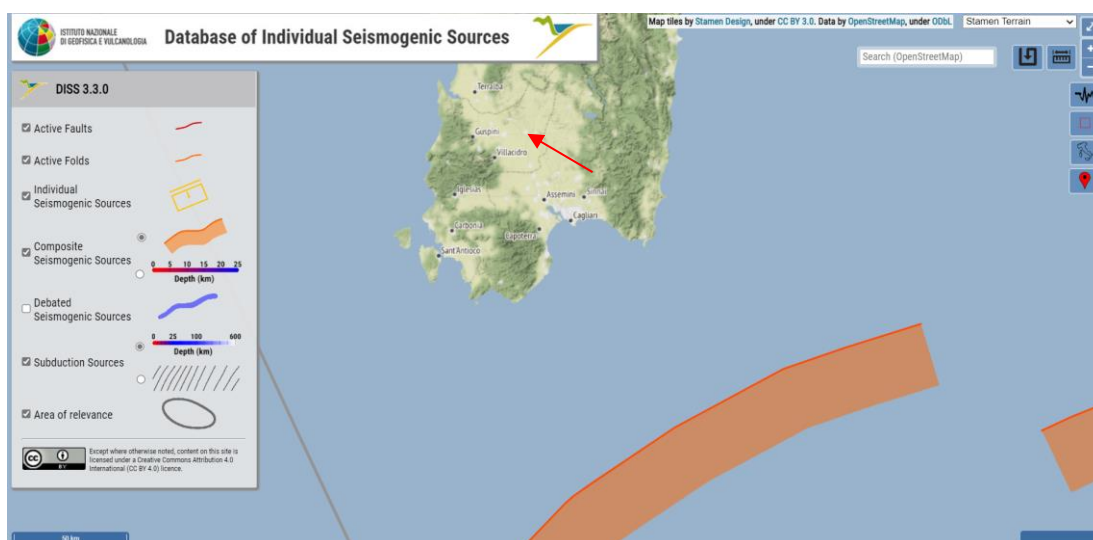 ISTITUTO NAZIONALE
DI GEOFISICA E VULCANOLOGIA
Database of Individual Seismogenic Sources
Map tiles by Stamen Design, under CC BY 3.0. Data by OpenStreetMap, under ODbL
Stamen Terrain
Search (OpenStreetMap)
DISS 3.3.0
Active Faults
Active Folds
Individual
Seismogenic Sources
Composite
Seismogenic Sources
0 5 10 15 20 25
Depth (km)
Debated
Seismogenic Sources
0 25 100 600
Depth (km)
Subduction Sources
Area of relevance
cc BY
Except where otherwise noted, content on this site is
licensed under a Creative Commons Attribution 4.0
International (CC BY 4.0) licence.
50 km
Terralba
Guspini
Villacidro
Iglesias
Assemini
Sinnai
Cagliari
Carbonia
Capoterra
Sant'Antioco